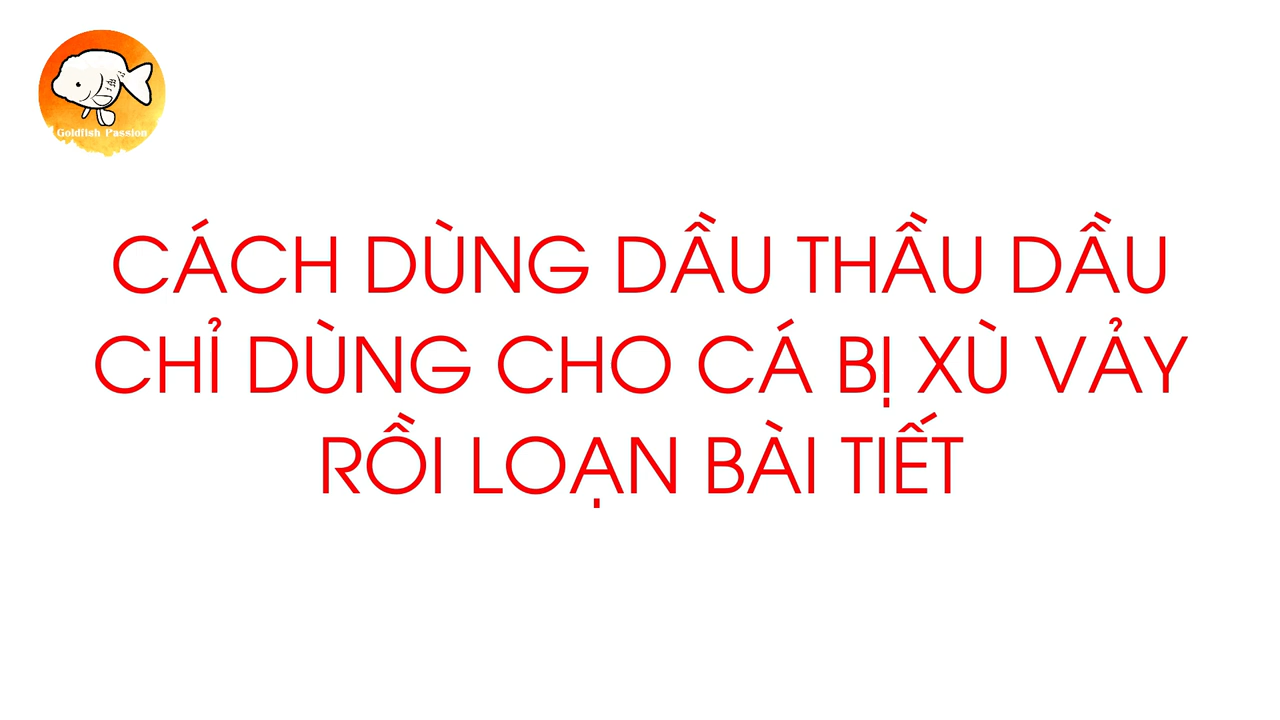 Goldfish Passion
CÁCH DÙNG DẦU THẦU DẦU
CHỈ DÙNG CHO CÁ BỊ XÙ VẢY
RỒI LOẠN BÀI TIẾT